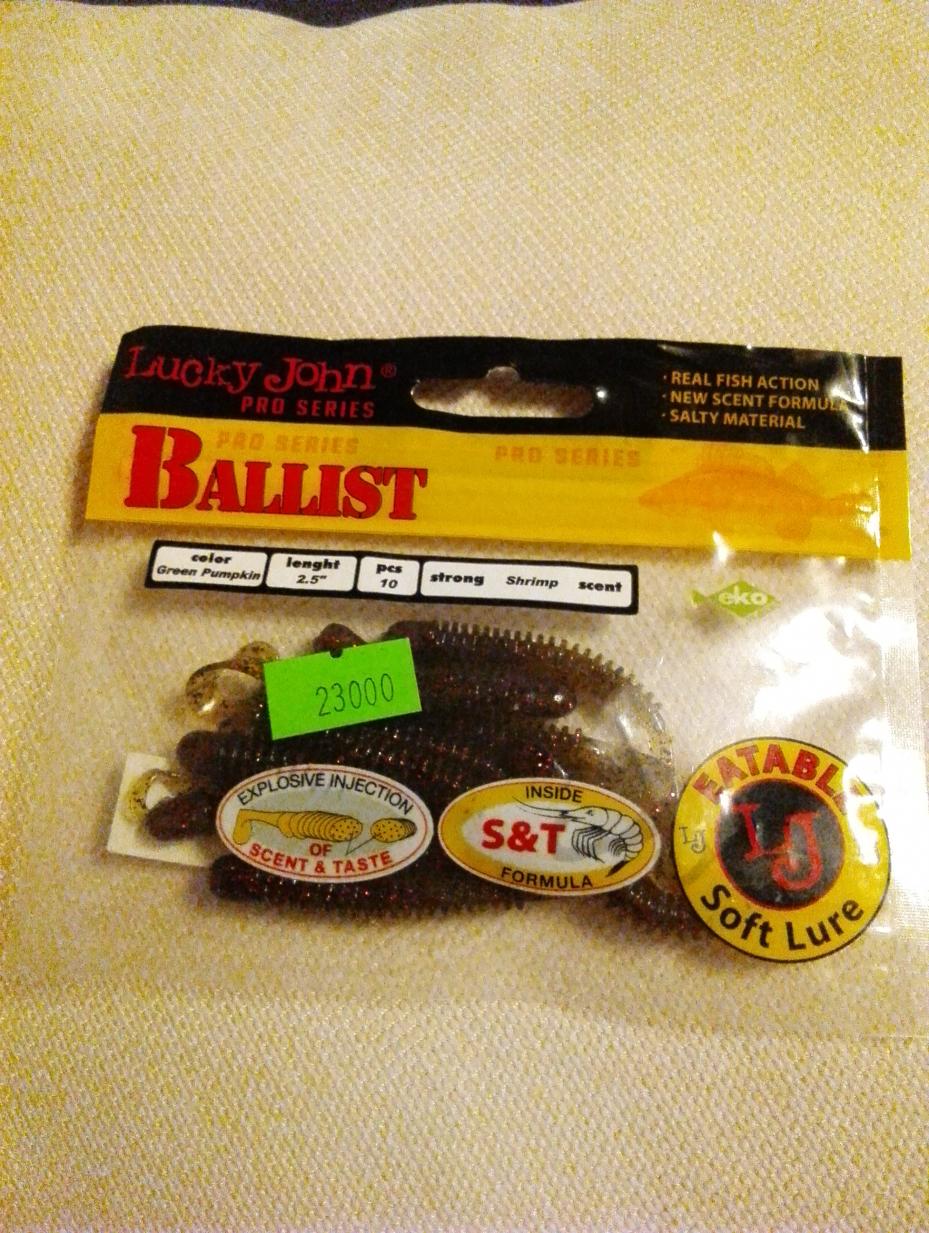 Lucky John®
PRO SERIES
· REAL FISH ACTION
· NEW SCENT FORMULA
· SALTY MATERIAL
PRO SERIES
PRO SERIES
BALLIST
color
Green Pumpkin
lenght
2.5"
pcs
10
strong Shrimp scent
eko
23000
EXPLOSIVE INJECTION
OF
SCENT & TASTE
INSIDE
S&T
FORMULA
EATABLE
LJ
LJ
Soft Lure